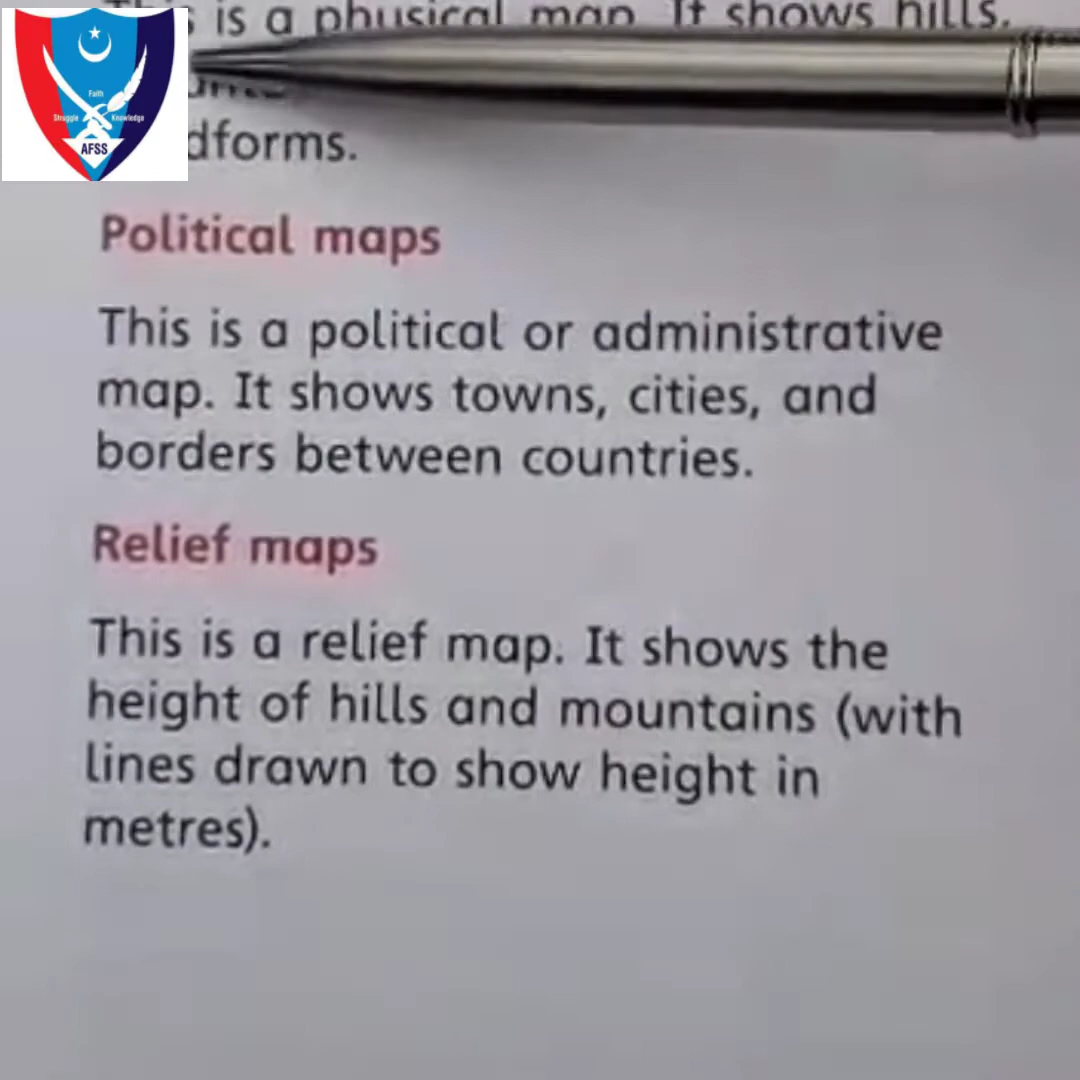 is a physical map. It shows hills,
dforms.
Faith
Struggle Knowledge
AFSS
Political maps
This is a political or administrative
map. It shows towns, cities, and
borders between countries.
Relief maps
This is a relief map. It shows the
height of hills and mountains (with
lines drawn to show height in
metres).